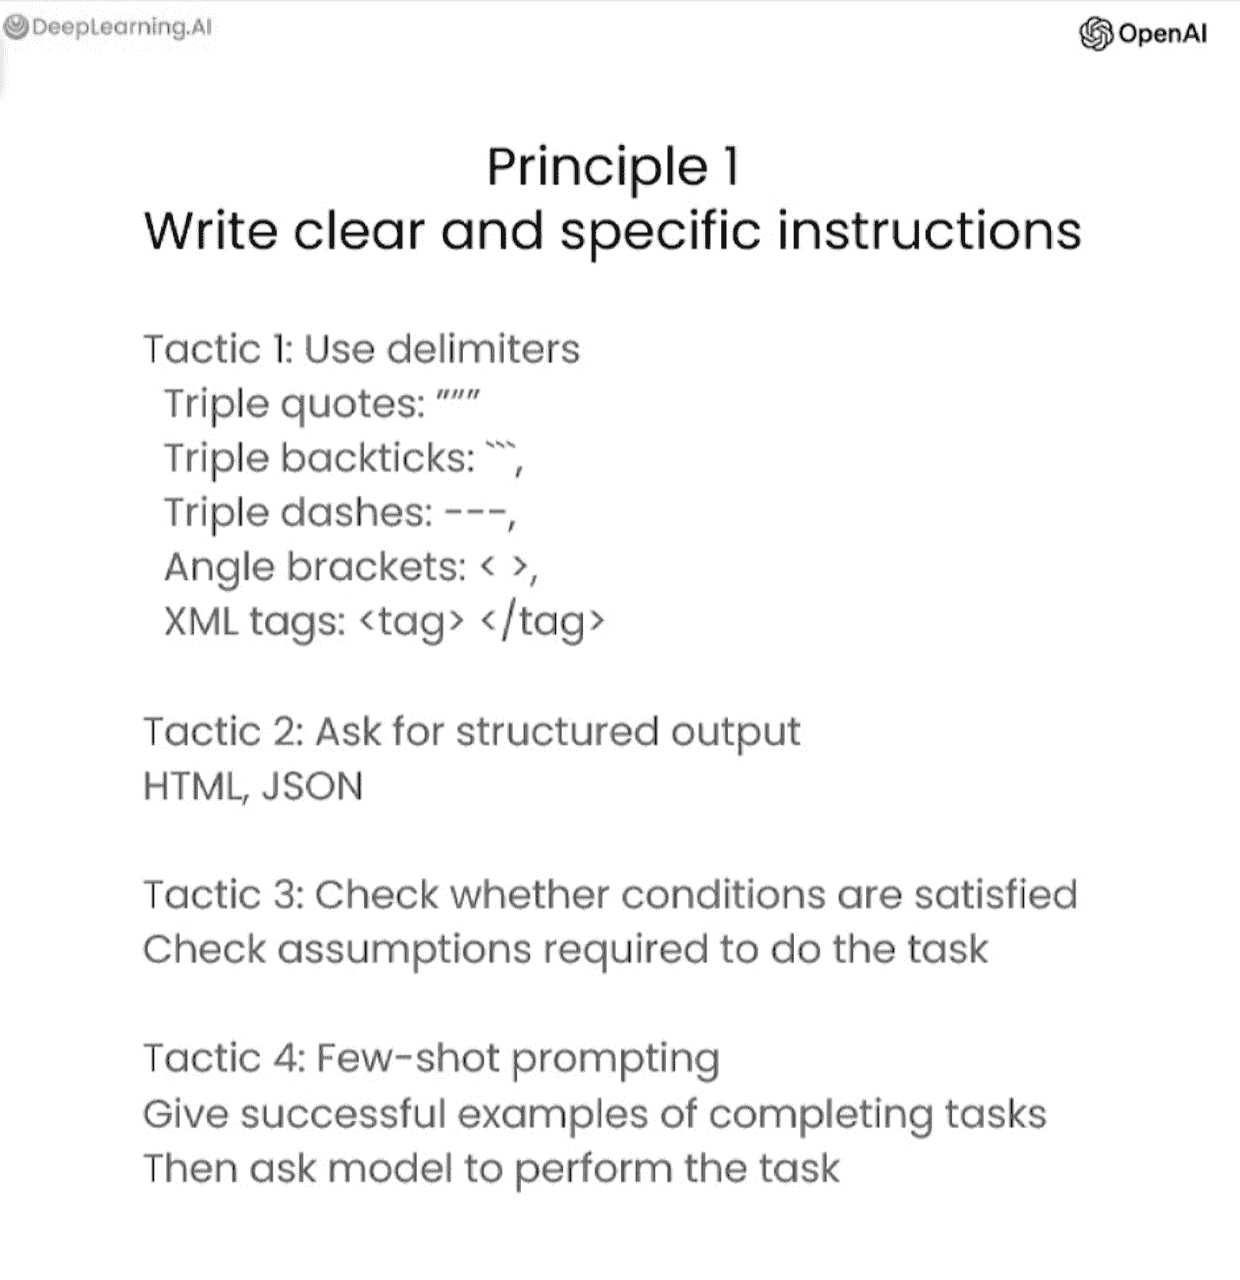 DeepLearning.AI
OpenAI
Principle 1
Write clear and specific instructions
Tactic 1: Use delimiters
Triple quotes: """
Triple backticks: ```,
Triple dashes: ---,
Angle brackets: < >,
XML tags: <tag> </tag>
Tactic 2: Ask for structured output
HTML, JSON
Tactic 3: Check whether conditions are satisfied
Check assumptions required to do the task
Tactic 4: Few-shot prompting
Give successful examples of completing tasks
Then ask model to perform the task